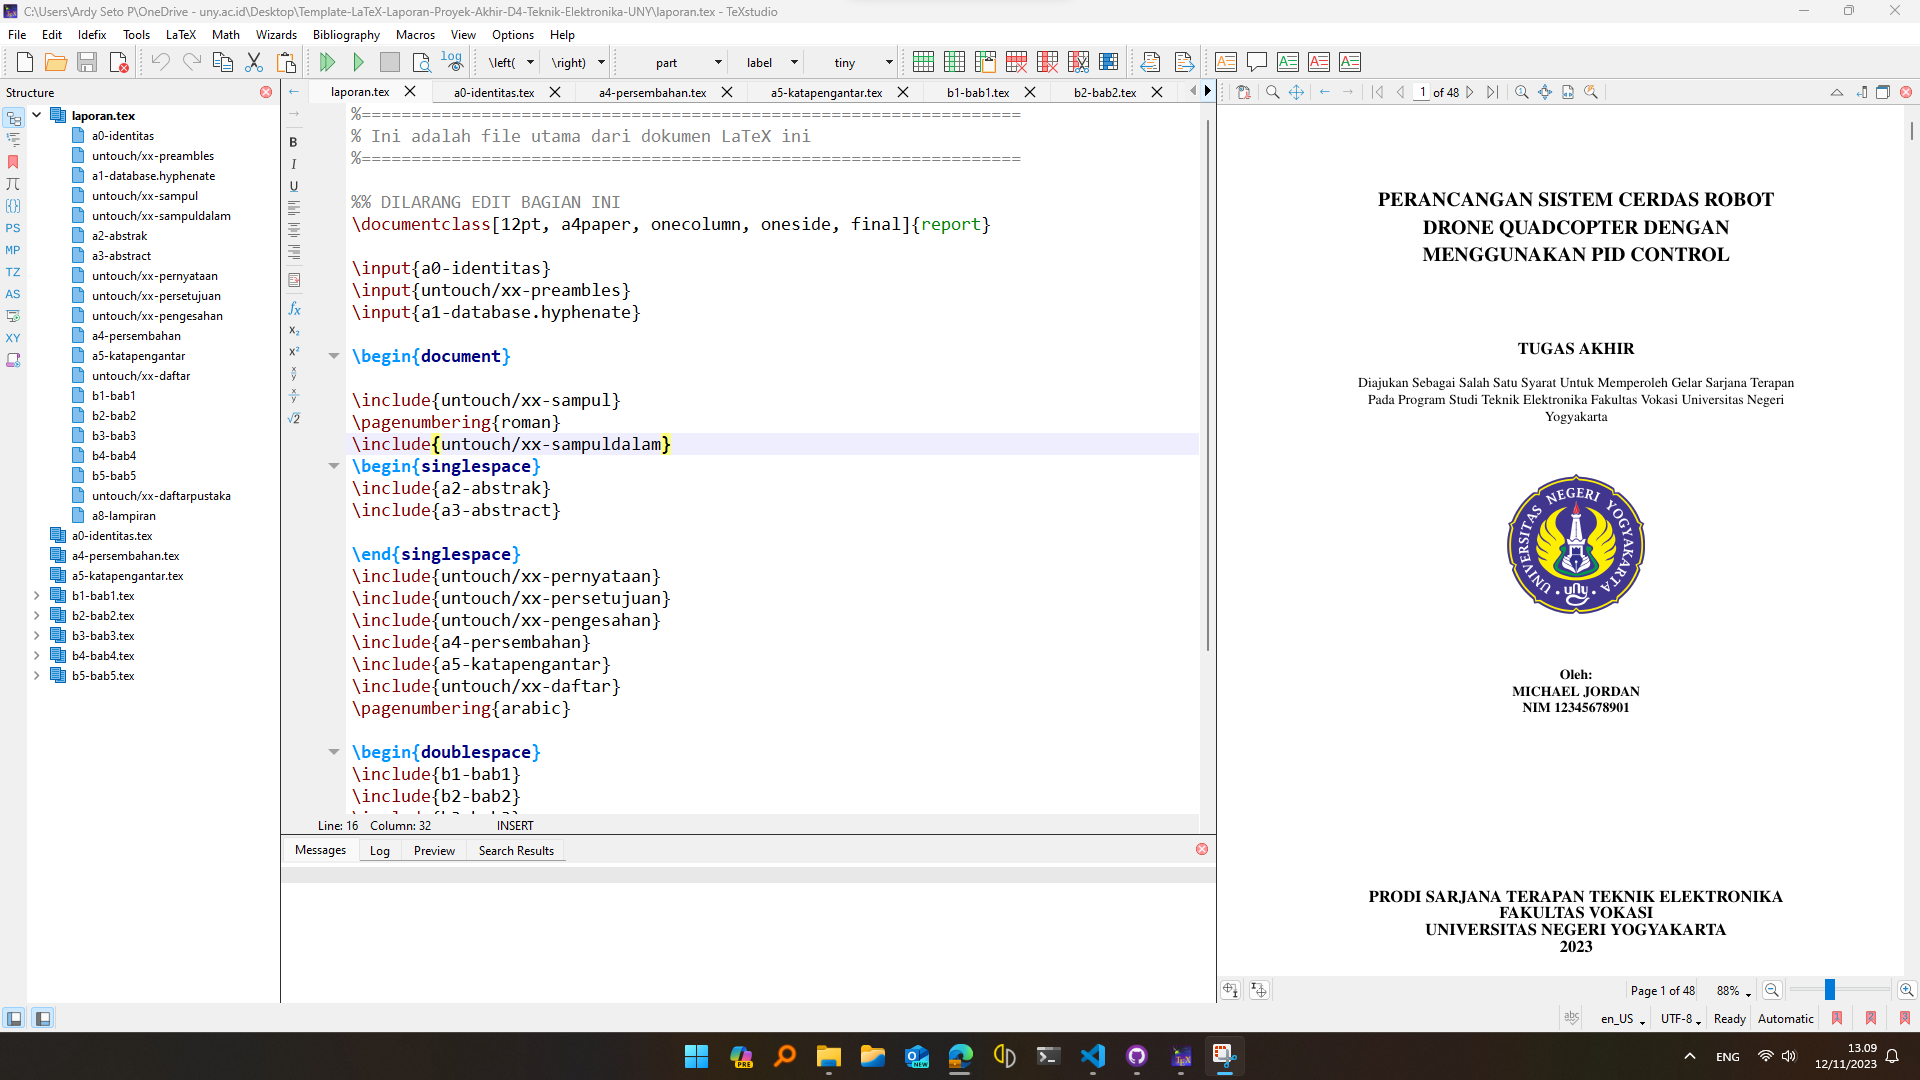 C:\Users\Ardy Seto P\OneDrive - uny.ac.id\Desktop\Template-LaTeX-Laporan-Proyek-Akhir-D4-Teknik-Elektronika-UNY\laporan.tex - TeXstudio
File Edit Idefix Tools LaTeX Math Wizards Bibliography Macros View Options Help
log \left( \right) part label tiny
Structure
laporan.tex
a0-identitas
untouch/xx-preambles
a1-database.hyphenate
untouch/xx-sampul
untouch/xx-sampuldalam
a2-abstrak
a3-abstract
untouch/xx-pernyataan
untouch/xx-persetujuan
untouch/xx-pengesahan
a4-persembahan
a5-katapengantar
untouch/xx-daftar
b1-bab1
b2-bab2
b3-bab3
b4-bab4
b5-bab5
untouch/xx-daftarpustaka
a8-lampiran
a0-identitas.tex
a4-persembahan.tex
a5-katapengantar.tex
b1-bab1.tex
b2-bab2.tex
b3-bab3.tex
b4-bab4.tex
b5-bab5.tex
PS
MP
TZ
AS
XY
laporan.tex a0-identitas.tex a4-persembahan.tex a5-katapengantar.tex b1-bab1.tex b2-bab2.tex
B
I
U
%==================================================================
% Ini adalah file utama dari dokumen LaTeX ini
%==================================================================
%% DILARANG EDIT BAGIAN INI
\documentclass[12pt, a4paper, onecolumn, oneside, final]{report}
\input{a0-identitas}
\input{untouch/xx-preambles}
\input{a1-database.hyphenate}
\begin{document}
\include{untouch/xx-sampul}
\pagenumbering{roman}
\include{untouch/xx-sampuldalam}
\begin{singlespace}
\include{a2-abstrak}
\include{a3-abstract}
\end{singlespace}
\include{untouch/xx-pernyataan}
\include{untouch/xx-persetujuan}
\include{untouch/xx-pengesahan}
\include{a4-persembahan}
\include{a5-katapengantar}
\include{untouch/xx-daftar}
\pagenumbering{arabic}
\begin{doublespace}
\include{b1-bab1}
\include{b2-bab2}
Line: 16 Column: 32 INSERT
Messages Log Preview Search Results
1 of 48
PERANCANGAN SISTEM CERDAS ROBOT
DRONE QUADCOPTER DENGAN
MENGGUNAKAN PID CONTROL
TUGAS AKHIR
Diajukan Sebagai Salah Satu Syarat Untuk Memperoleh Gelar Sarjana Terapan
Pada Program Studi Teknik Elektronika Fakultas Vokasi Universitas Negeri
Yogyakarta
UNIVERSITAS NEGERI YOGYAKARTA
uny
Oleh:
MICHAEL JORDAN
NIM 12345678901
PRODI SARJANA TERAPAN TEKNIK ELEKTRONIKA
FAKULTAS VOKASI
UNIVERSITAS NEGERI YOGYAKARTA
2023
Page 1 of 48 88%
abc en_US UTF-8 Ready Automatic 1 2 3
PRE NEW ENG 13.09
12/11/2023